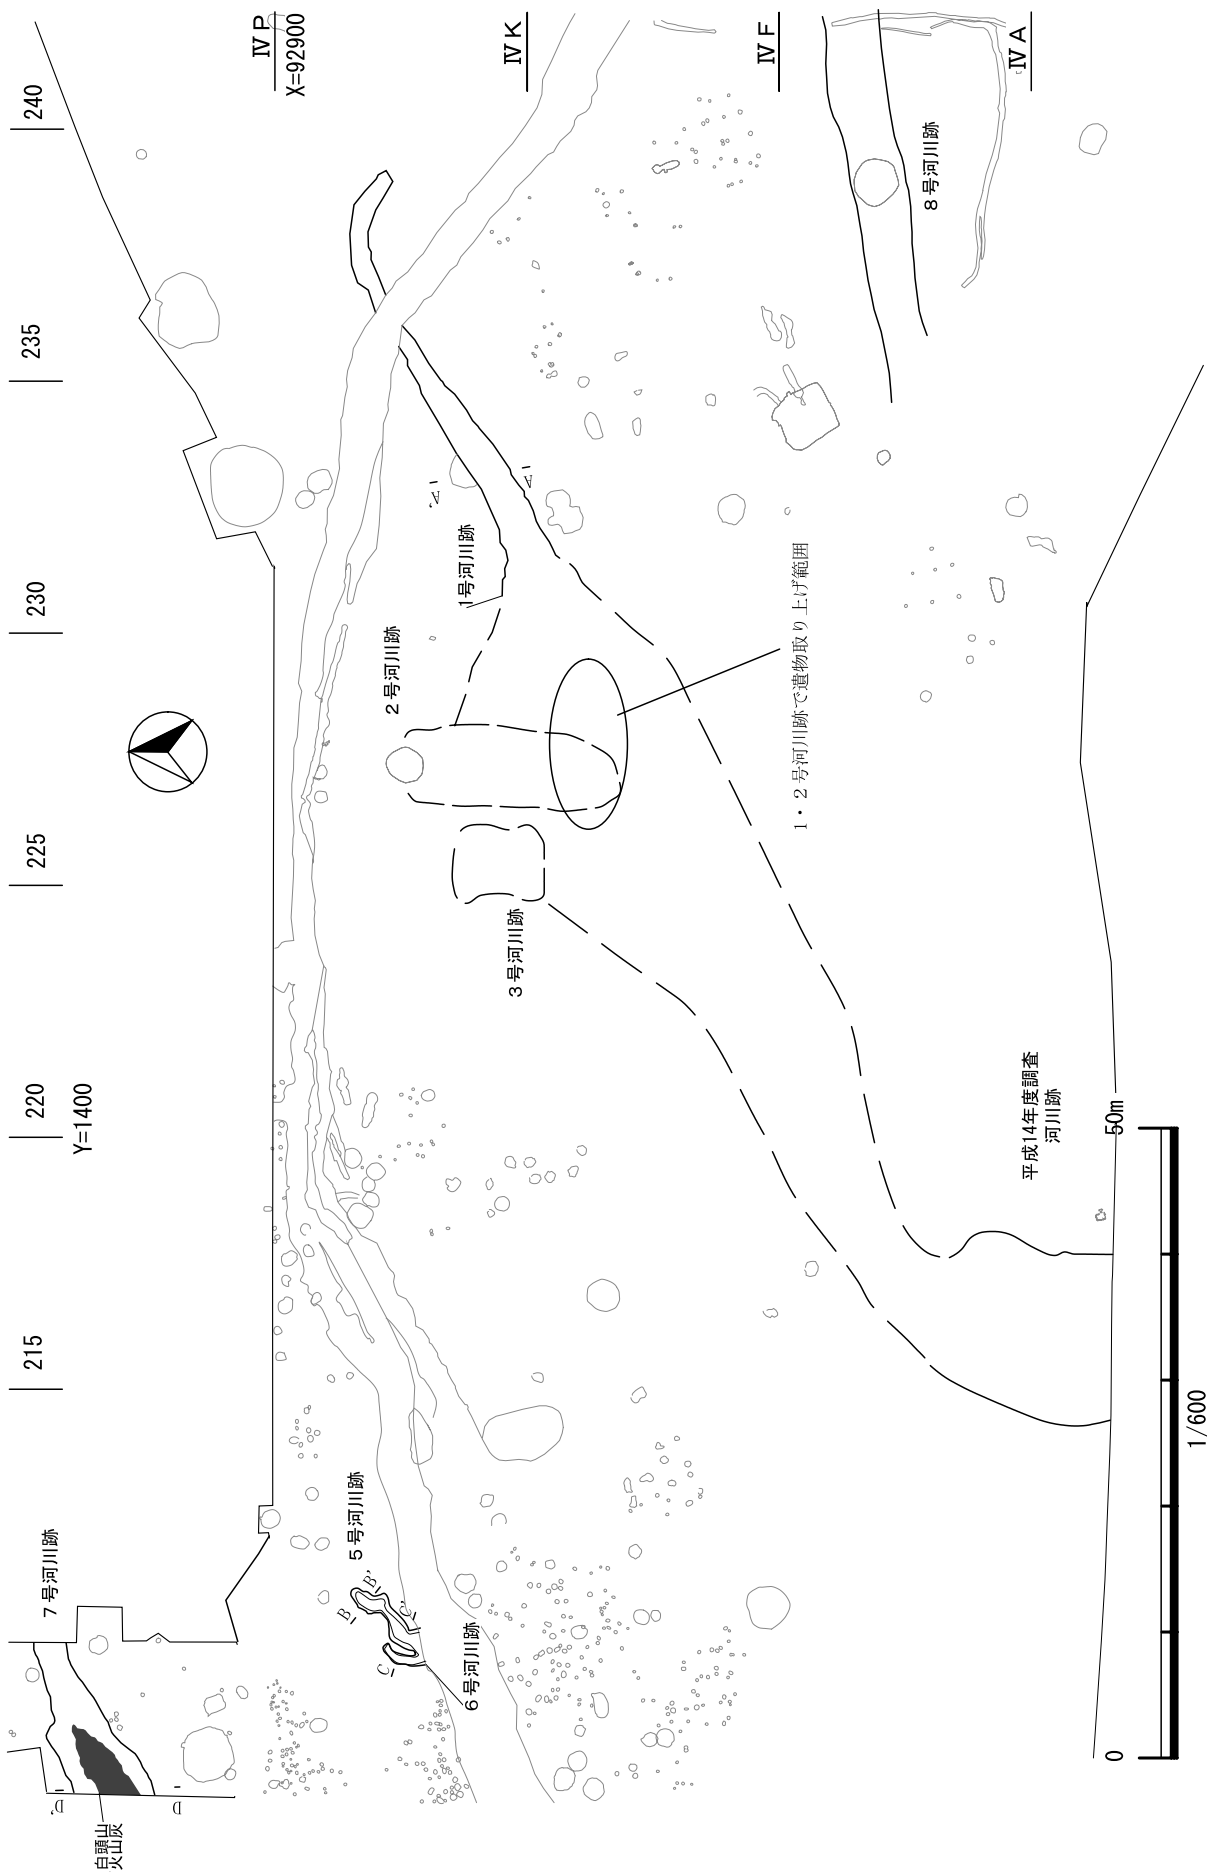 ⅣP
X=92900
ⅣK
ⅣF
ⅣA
240
235
230
225
220
Y=1400
215
8号河川跡
A'
A
1号河川跡
2号河川跡
1・2号河川跡で遺物取り上げ範囲
3号河川跡
平成14年度調査
河川跡
5号河川跡
B'
B
C'
C
6号河川跡
7号河川跡
D'
D
白頭山
火山灰
50m
0
1/600